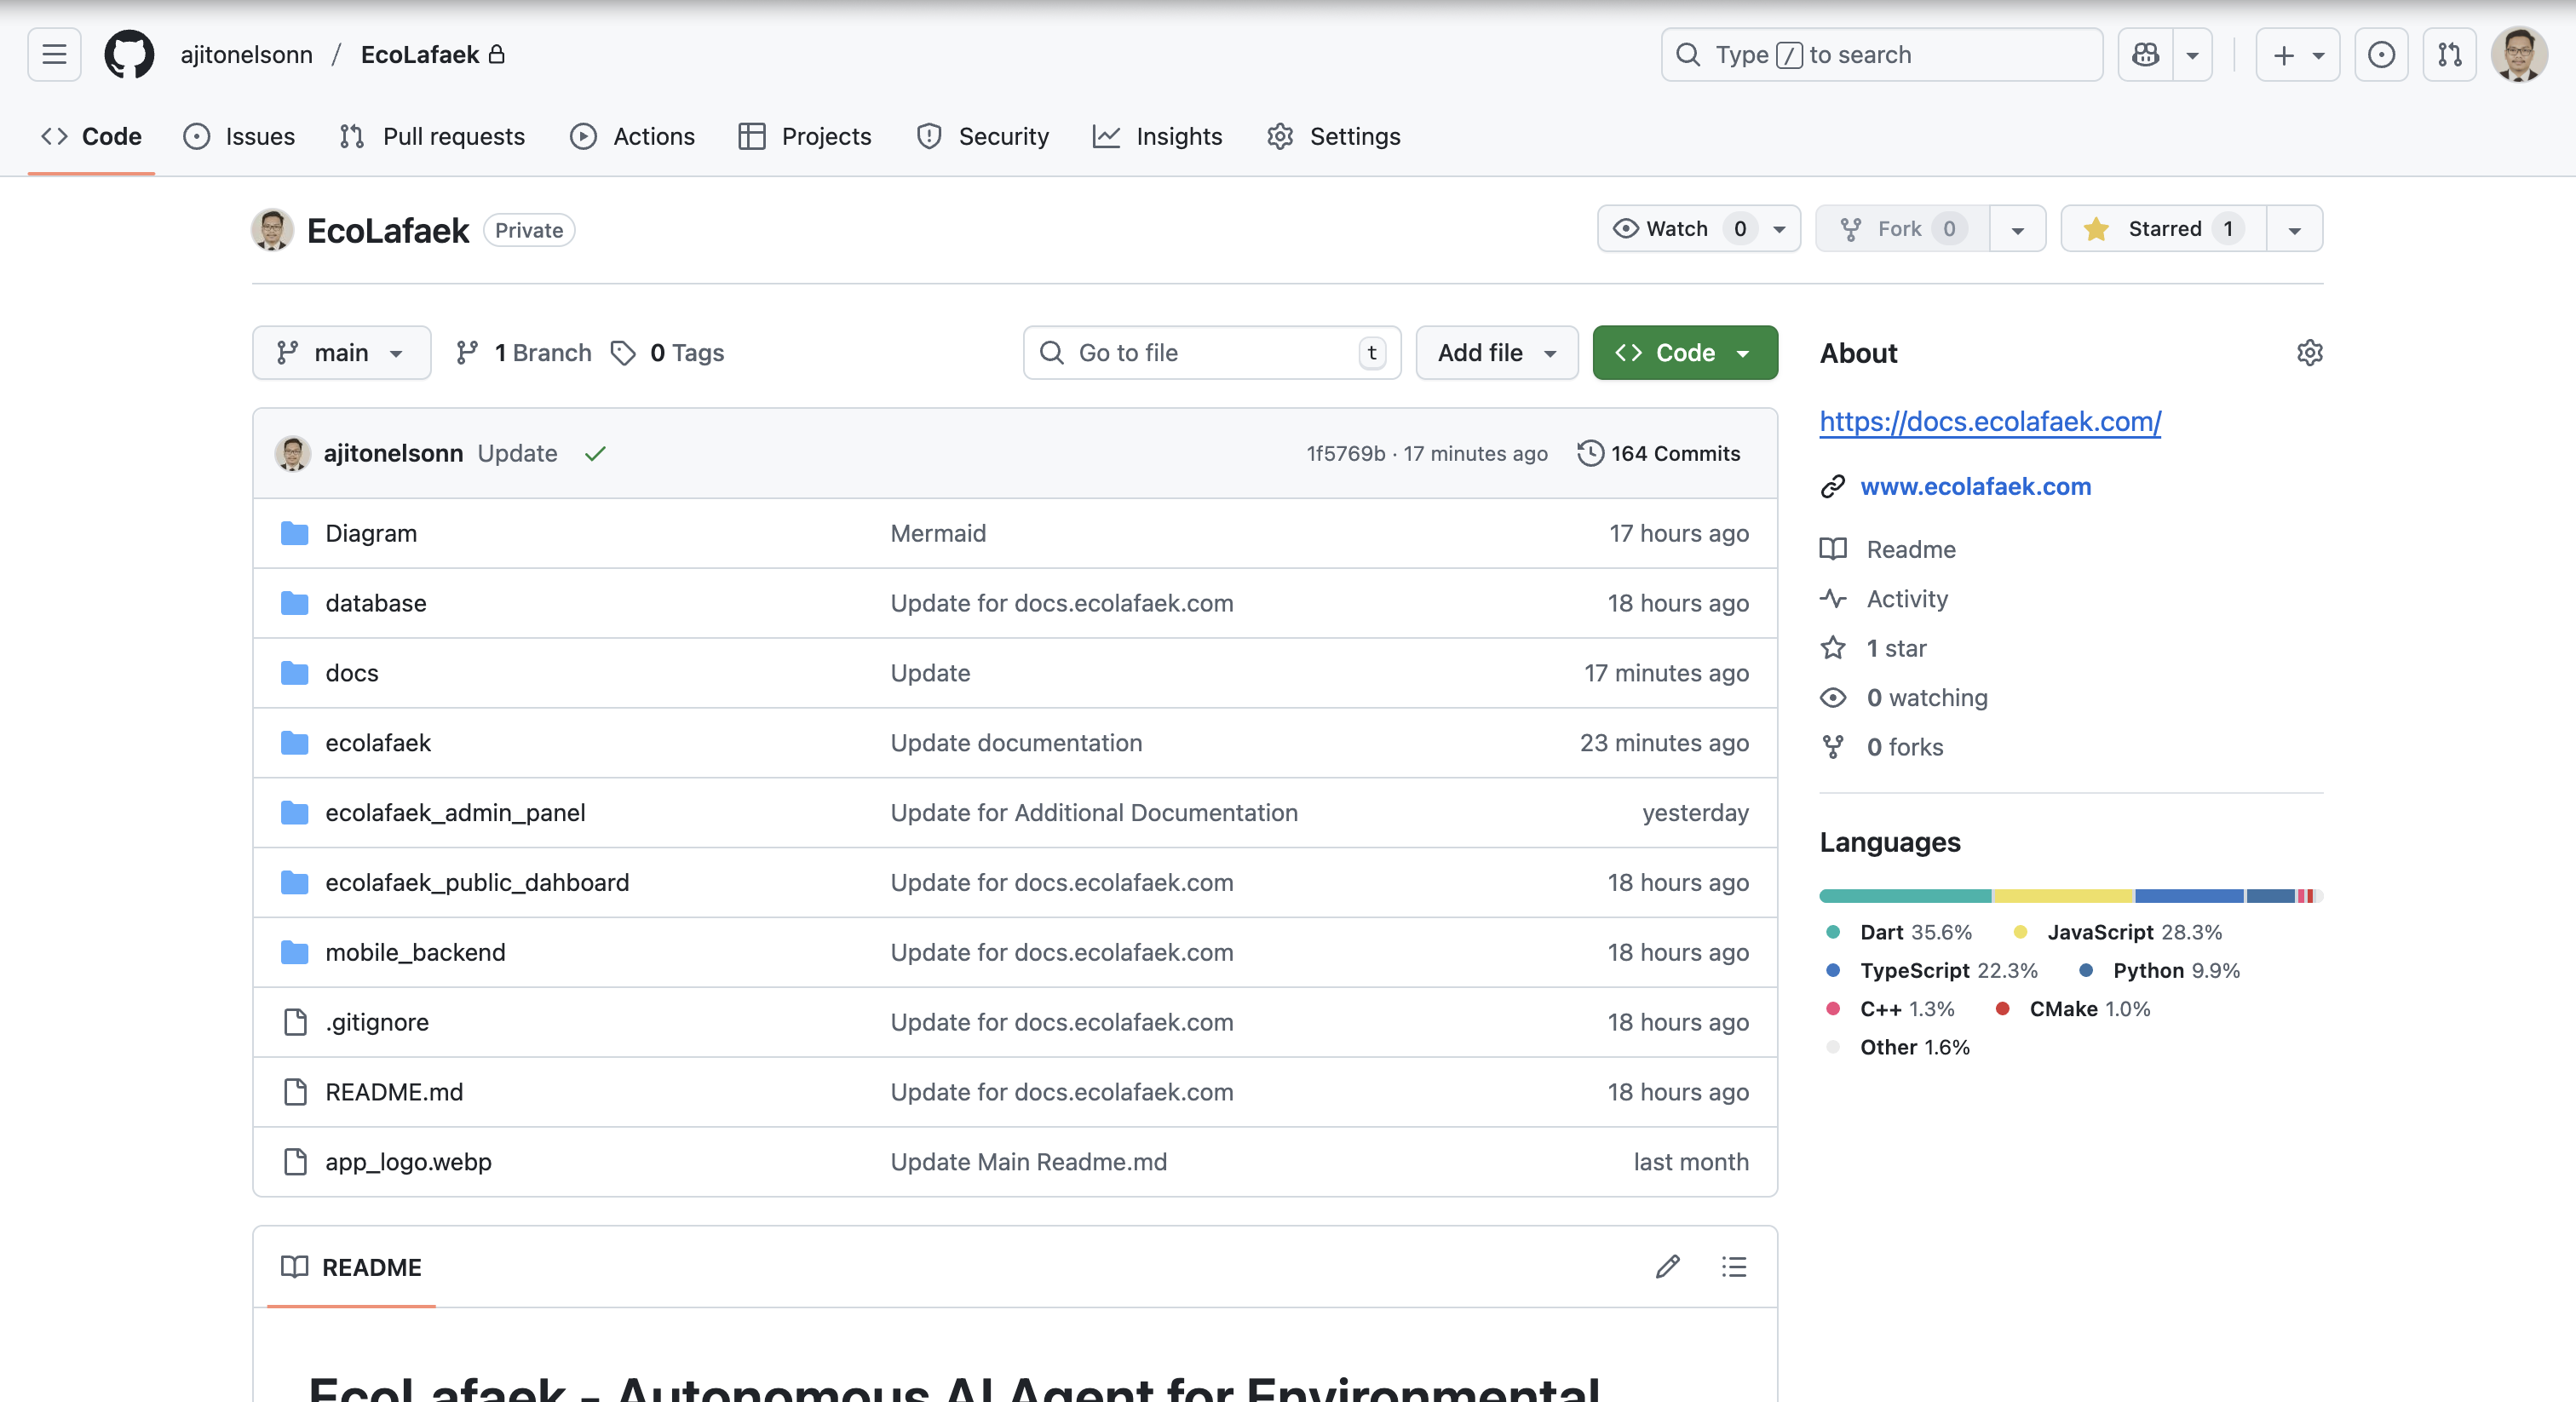 ajitonelsonn / EcoLafaek
Type / to search
Code
Issues
Pull requests
Actions
Projects
Security
Insights
Settings
EcoLafaek Private
Watch 0
Fork 0
Starred 1
main
1 Branch
0 Tags
Go to file t
Add file
Code
ajitonelsonn Update
1f5769b · 17 minutes ago
164 Commits
Diagram Mermaid 17 hours ago
database Update for docs.ecolafaek.com 18 hours ago
docs Update 17 minutes ago
ecolafaek Update documentation 23 minutes ago
ecolafaek_admin_panel Update for Additional Documentation yesterday
ecolafaek_public_dahboard Update for docs.ecolafaek.com 18 hours ago
mobile_backend Update for docs.ecolafaek.com 18 hours ago
.gitignore Update for docs.ecolafaek.com 18 hours ago
README.md Update for docs.ecolafaek.com 18 hours ago
app_logo.webp Update Main Readme.md last month
README
EcoLafaek - Autonomous AI Agent for Environmental
About
https://docs.ecolafaek.com/
www.ecolafaek.com
Readme
Activity
1 star
0 watching
0 forks
Languages
Dart 35.6% JavaScript 28.3%
TypeScript 22.3% Python 9.9%
C++ 1.3% CMake 1.0%
Other 1.6%